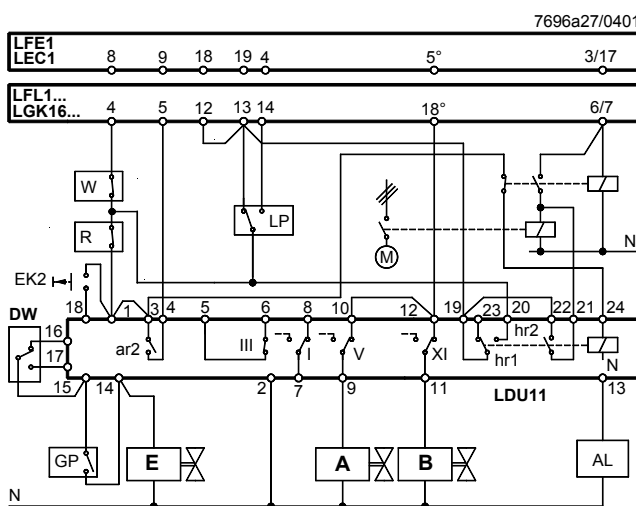 7696a27/0401
LFE1
LEC1
8 9 18 19 4 5° 3/17
LFL1...
LGK16...
4 5 12 13 14 18° 6/7
W
R
LP
M
N
EK2
DW
18 1 3 4 5 6 8 10 12 19 23 20 22 21 24
16
17
ar2 III I V XI hr1 hr2 N
15 14 2 7 9 11 LDU11 13
GP E A B AL
N